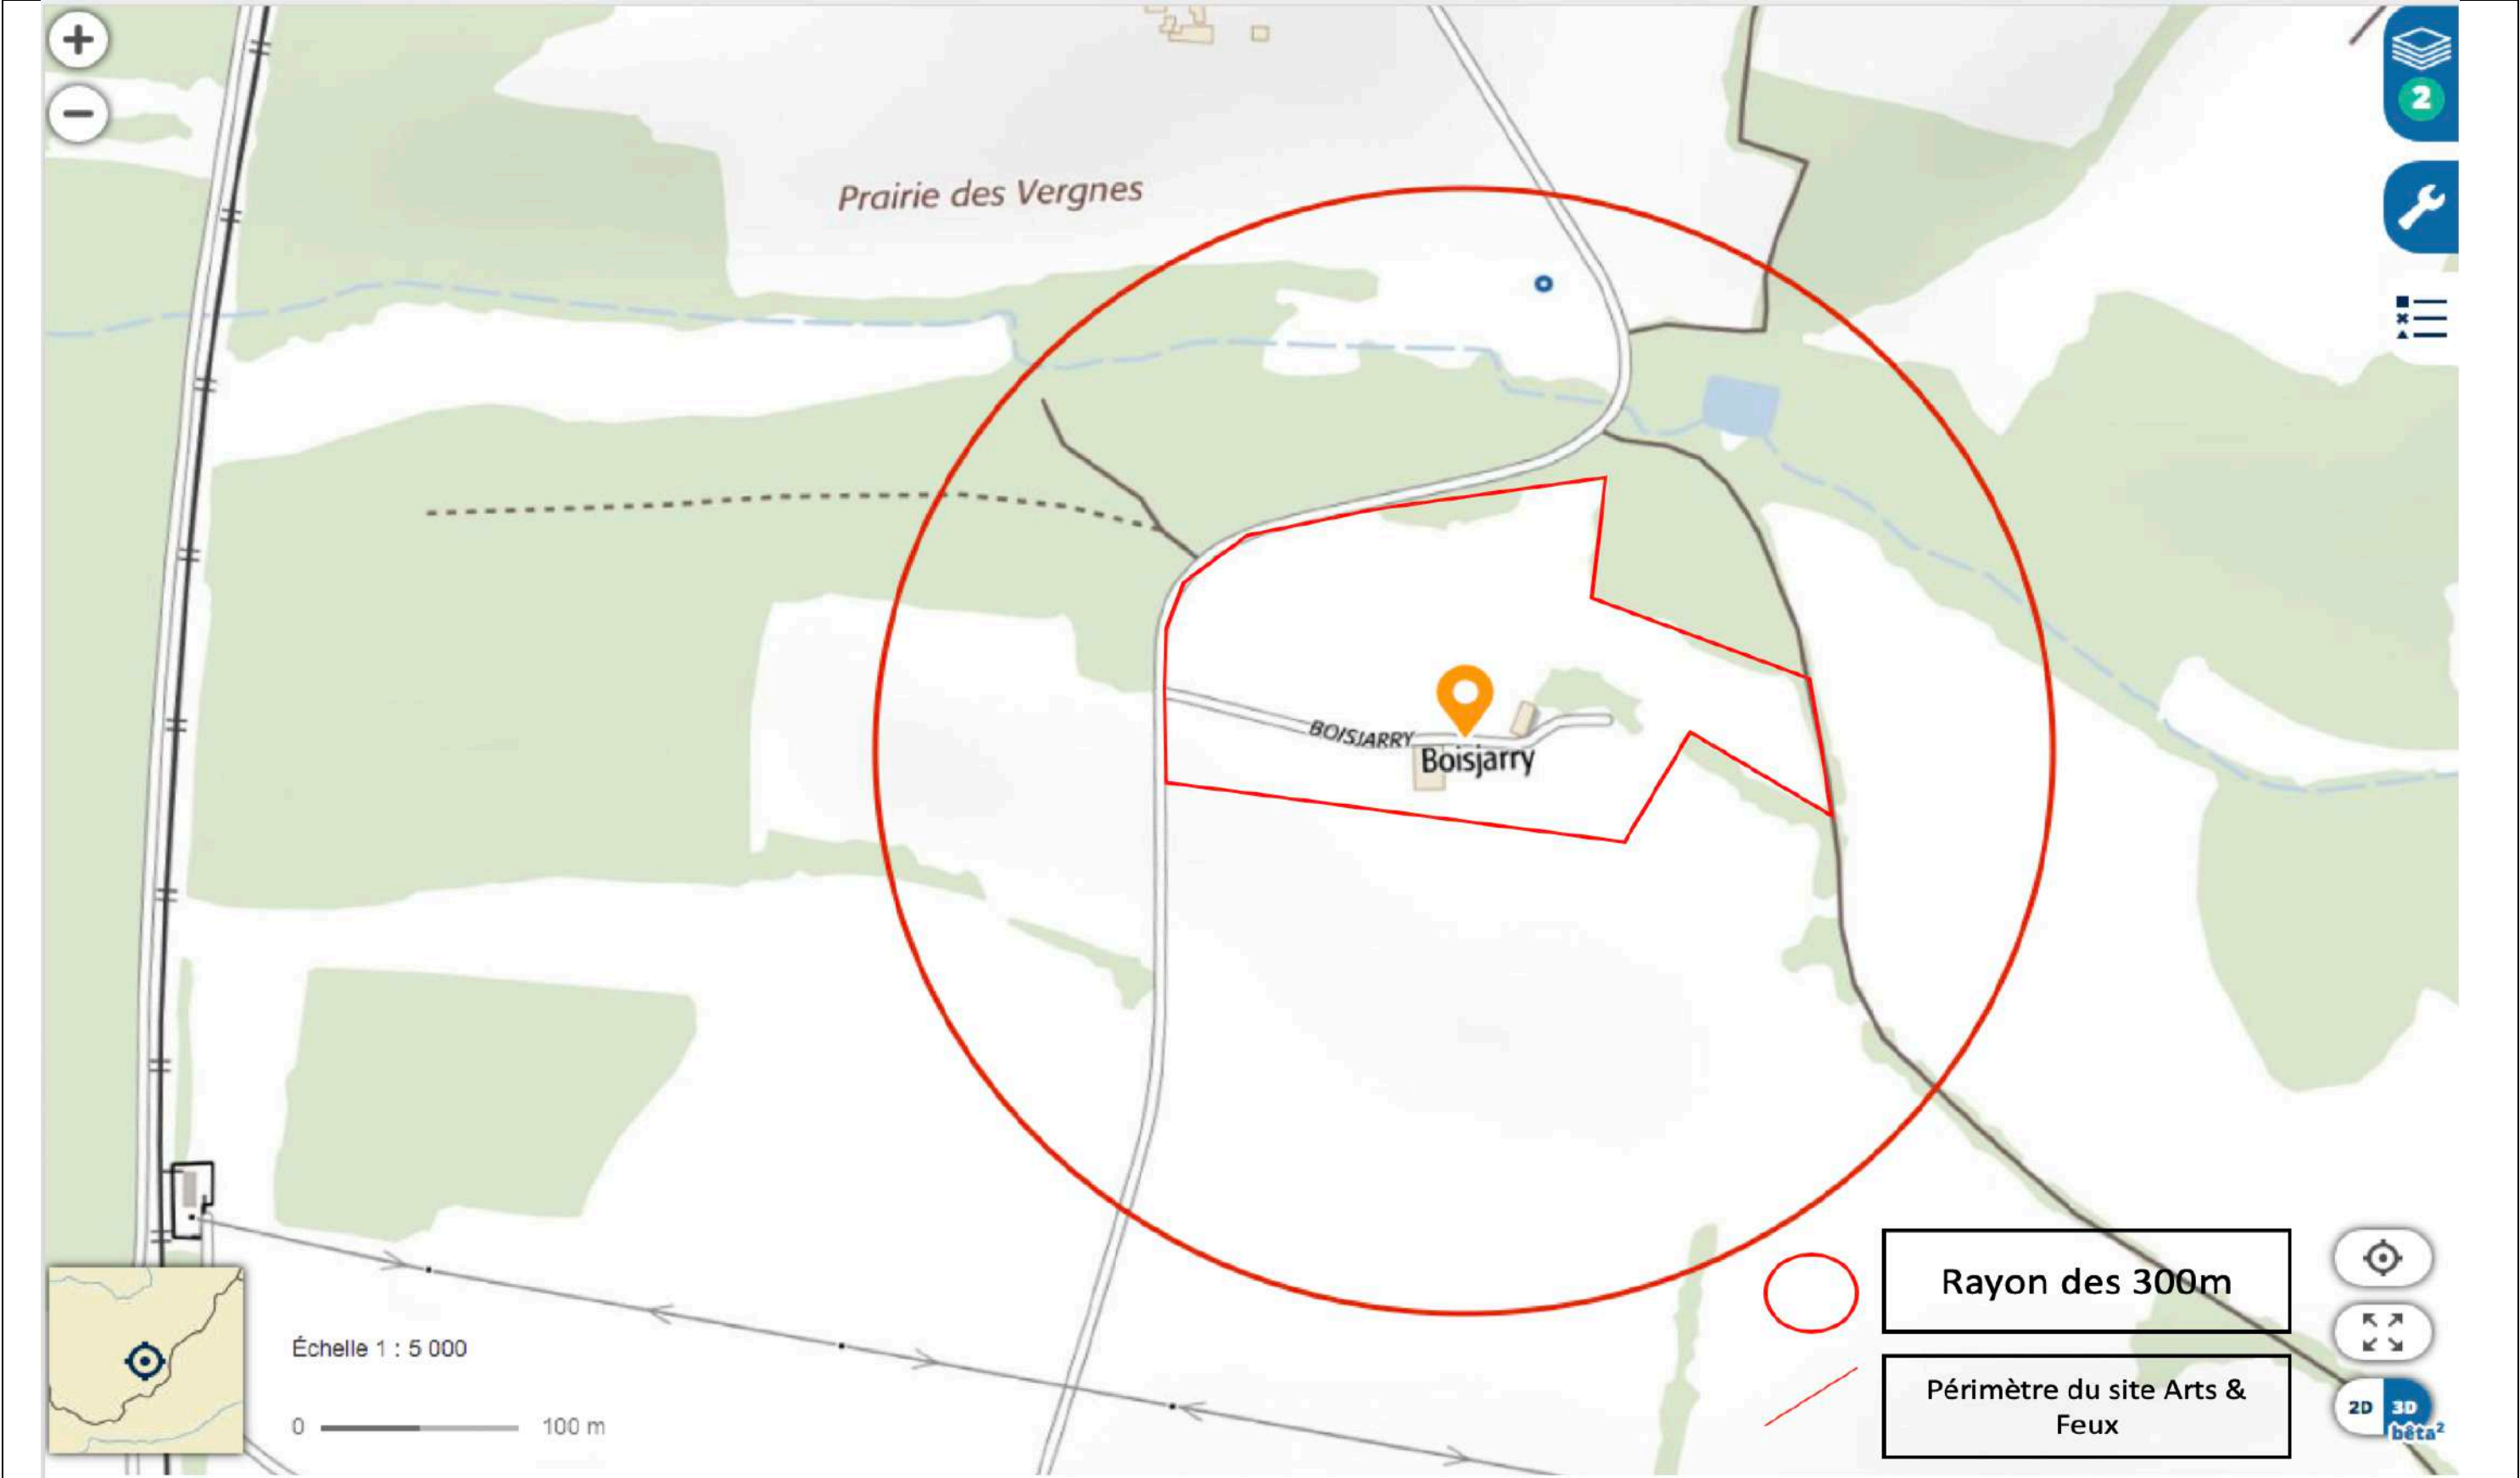 2
Prairie des Vergnes
BOISJARRY
Boisjarry
Rayon des 300m
Échelle 1 : 5 000
Périmètre du site Arts &
Feux
0 100 m
2D 3D
bêta²